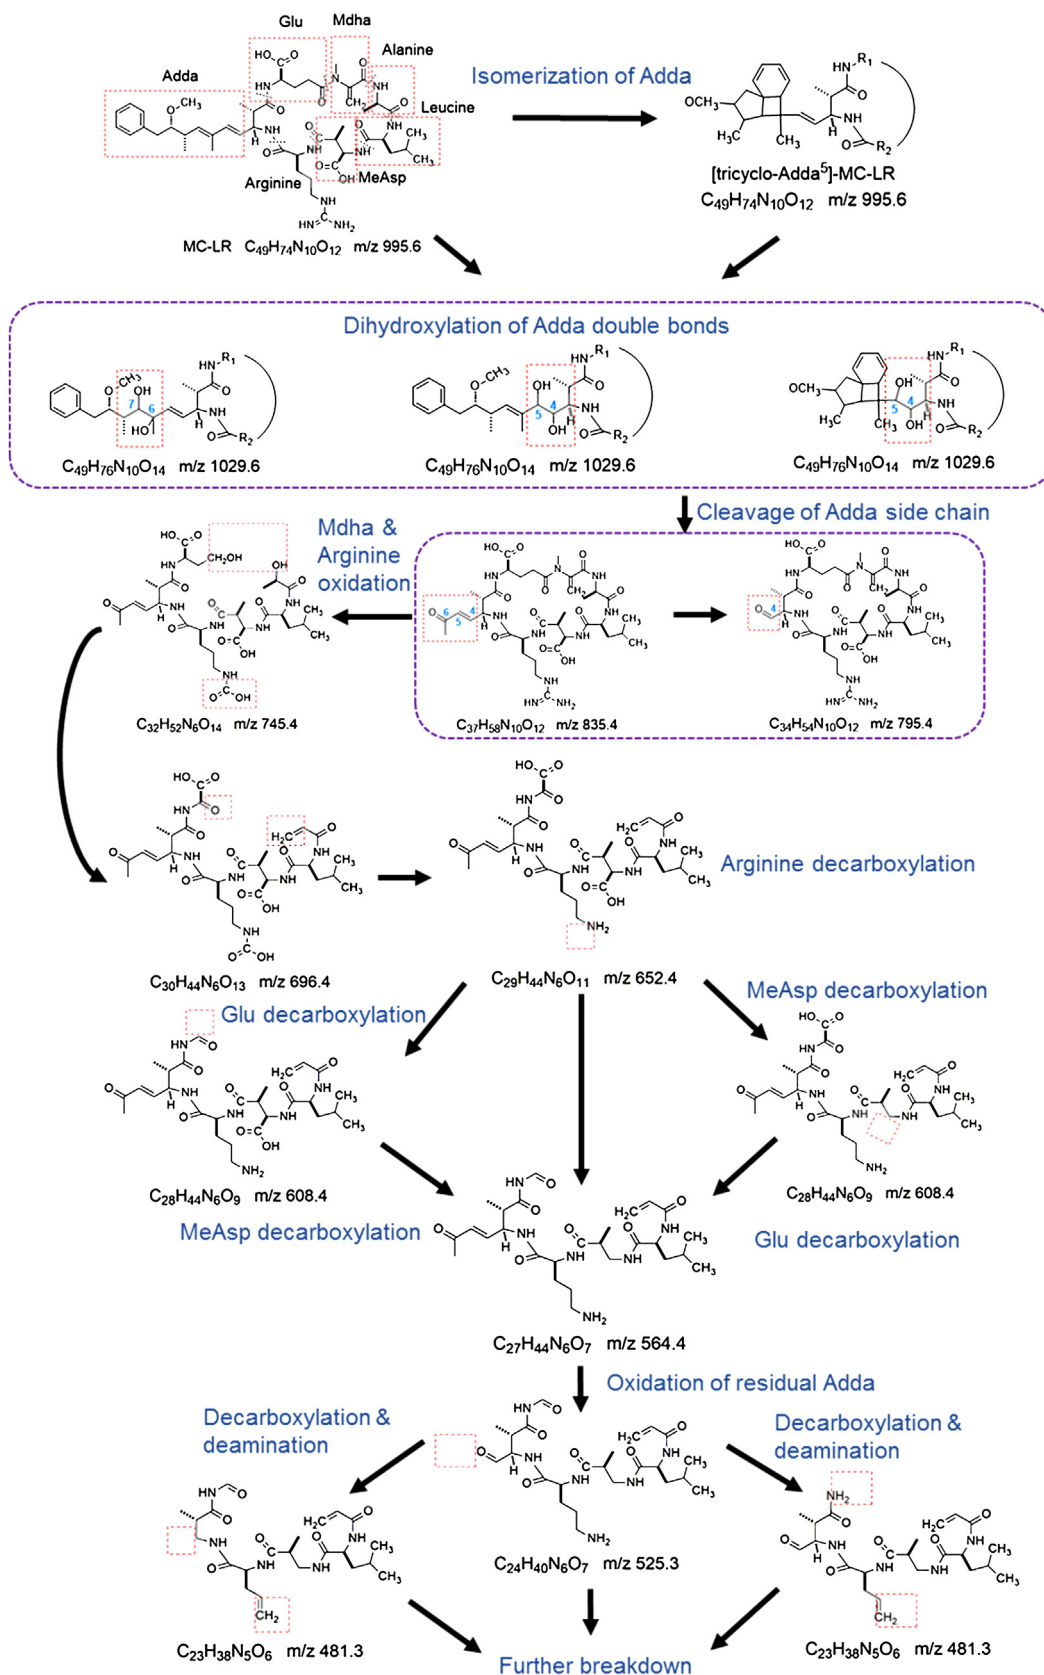 Glu
Mdha
Alanine
Adda
Leucine
Arginine
MeAsp
MC-LR C49H74N10O12 m/z 995.6
Isomerization of Adda
[tricyclo-Adda5]-MC-LR
C49H74N10O12 m/z 995.6
Dihydroxylation of Adda double bonds
C49H76N10O14 m/z 1029.6
C49H76N10O14 m/z 1029.6
C49H76N10O14 m/z 1029.6
Cleavage of Adda side chain
Mdha &
Arginine
oxidation
C32H52N6O14 m/z 745.4
C37H58N10O12 m/z 835.4
C34H54N10O12 m/z 795.4
Arginine decarboxylation
C30H44N6O13 m/z 696.4
C29H44N6O11 m/z 652.4
Glu decarboxylation
MeAsp decarboxylation
C28H44N6O9 m/z 608.4
C28H44N6O9 m/z 608.4
MeAsp decarboxylation
Glu decarboxylation
C27H44N6O7 m/z 564.4
Oxidation of residual Adda
Decarboxylation &
deamination
Decarboxylation &
deamination
C24H40N6O7 m/z 525.3
C23H38N5O6 m/z 481.3
C23H38N5O6 m/z 481.3
Further breakdown